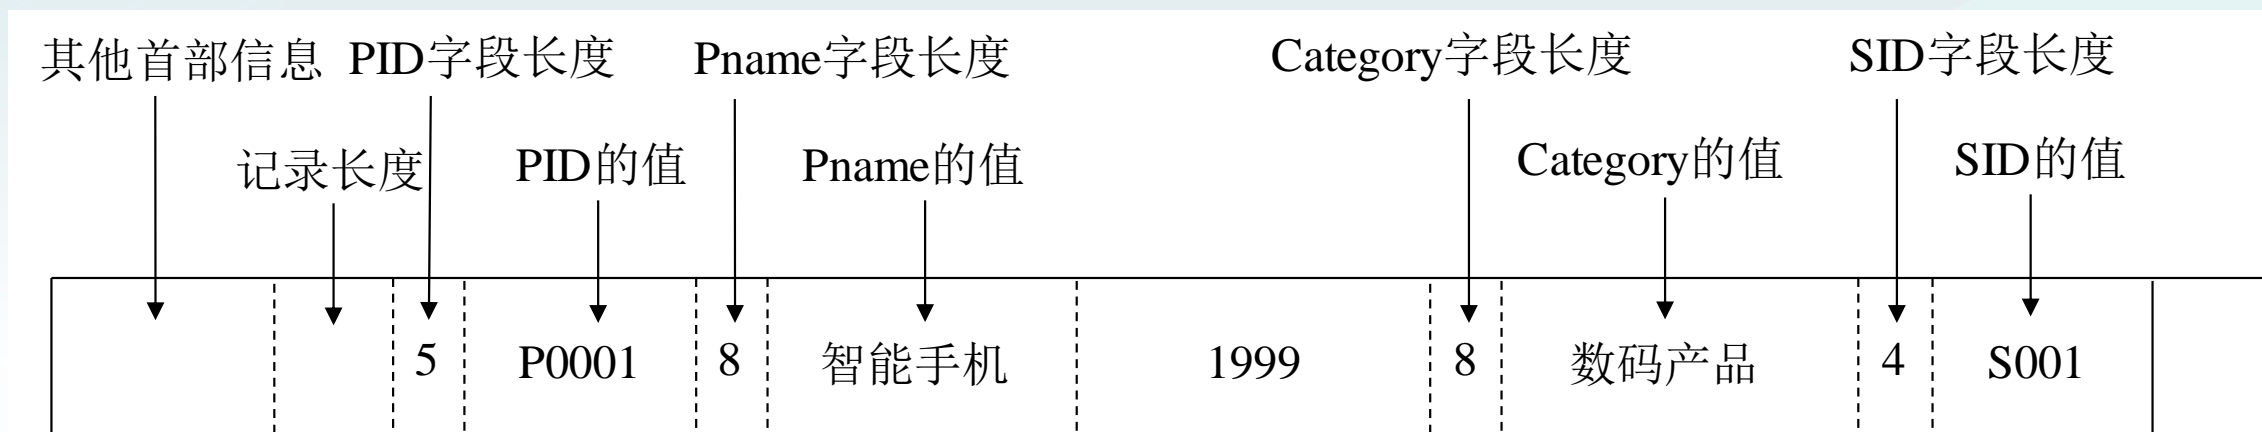 其他首部信息 PID字段长度 Pname字段长度 Category字段长度 SID字段长度
记录长度 PID的值 Pname的值 Category的值 SID的值
5 P0001 8 智能手机 1999 8 数码产品 4 S001